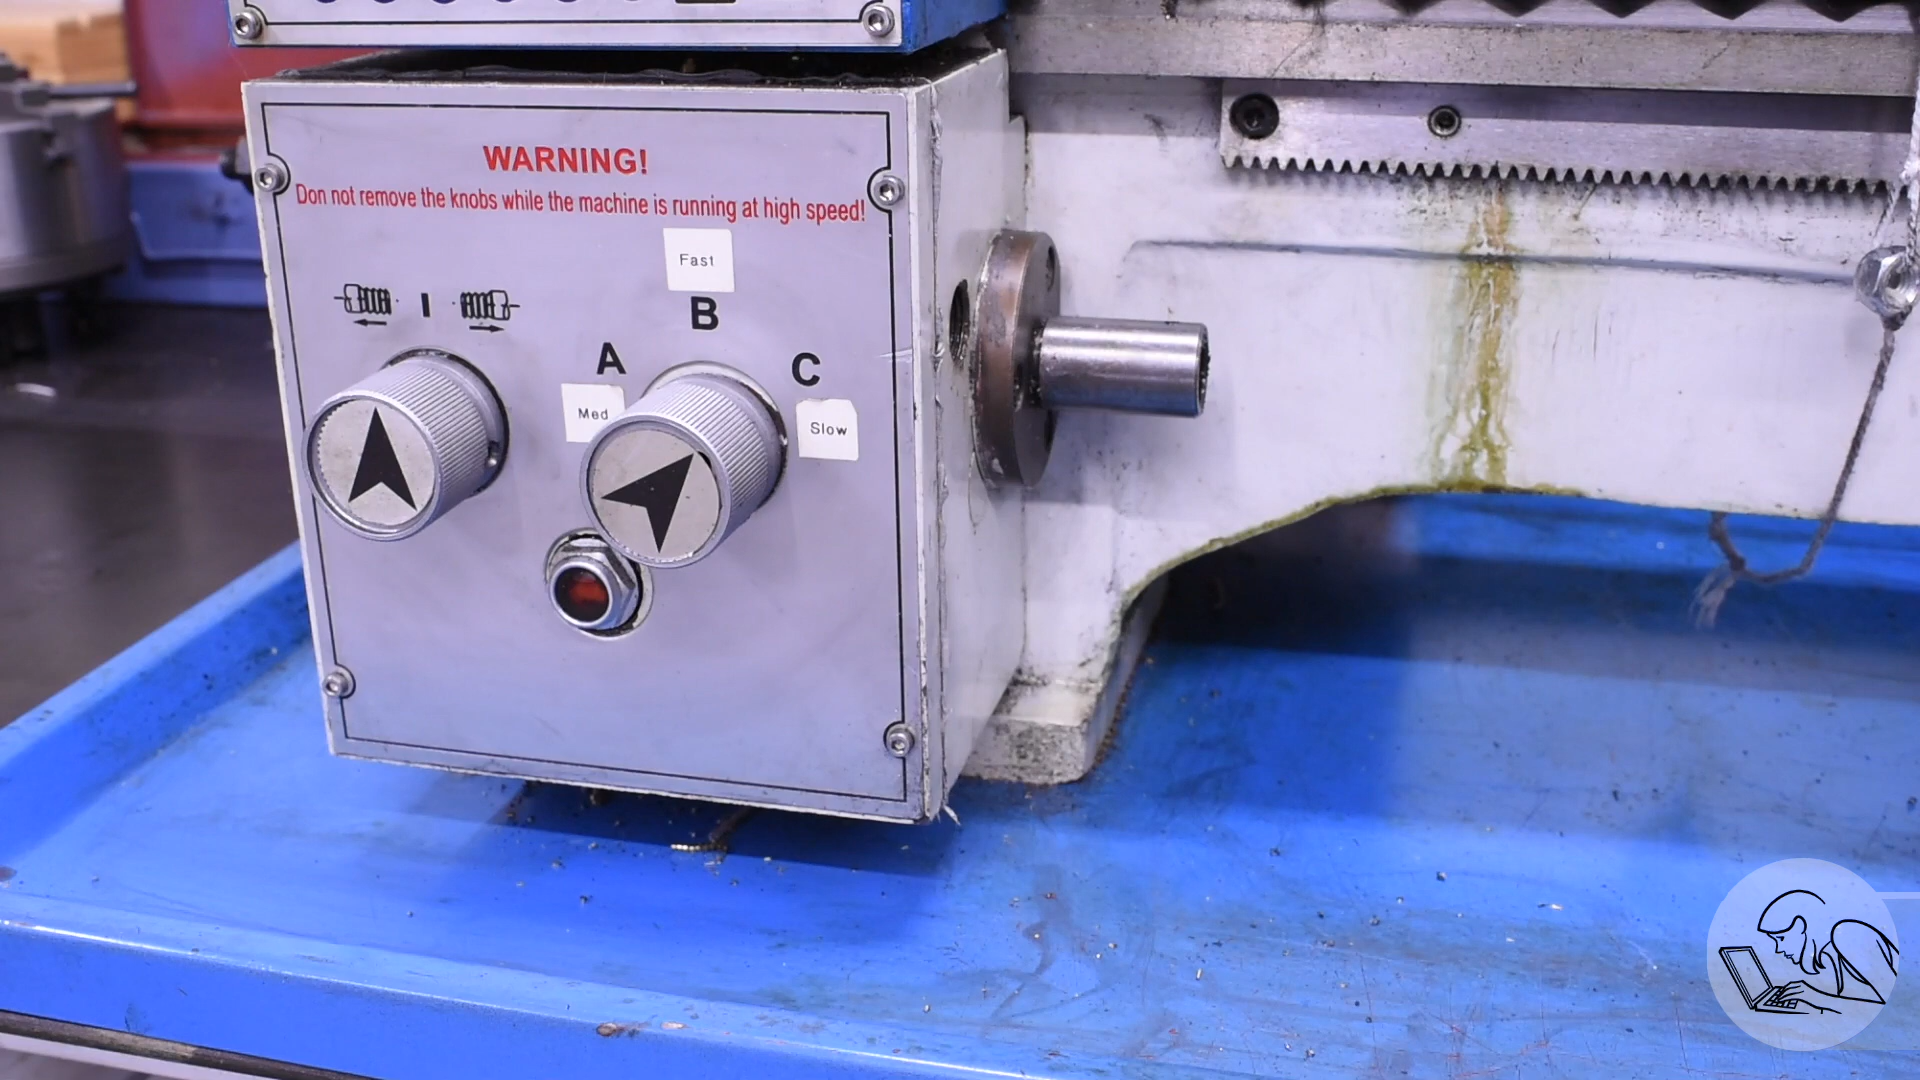 WARNING!
Don not remove the knobs while the machine is running at high speed!
Fast
I
B
A
C
Med
Slow